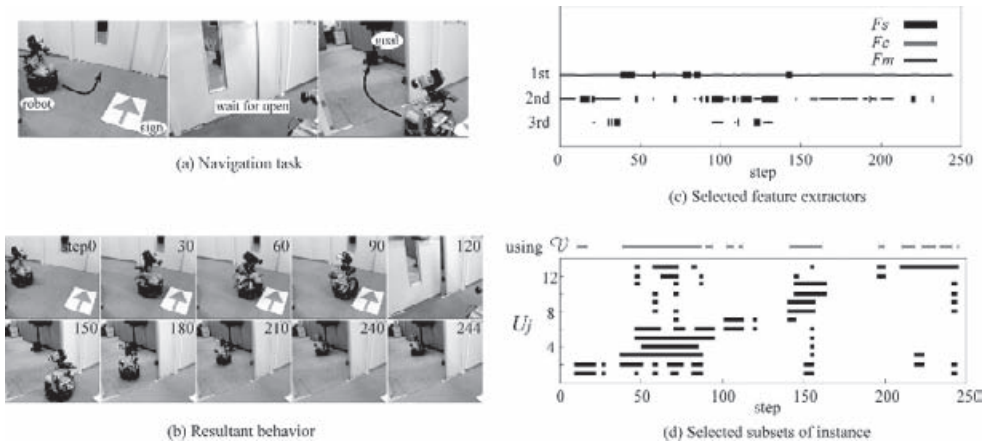 robot
sign
wait for open
(a) Navigation task
step0
30
60
90
120
150
180
210
240
244
(b) Resultant behavior
Fs
Fc
Fm
1st
2nd
3rd
0
50
100
150
200
250
step
(c) Selected feature extractors
using 𝒱
12
8
4
Uj
0
50
100
150
200
250
step
(d) Selected subsets of instance